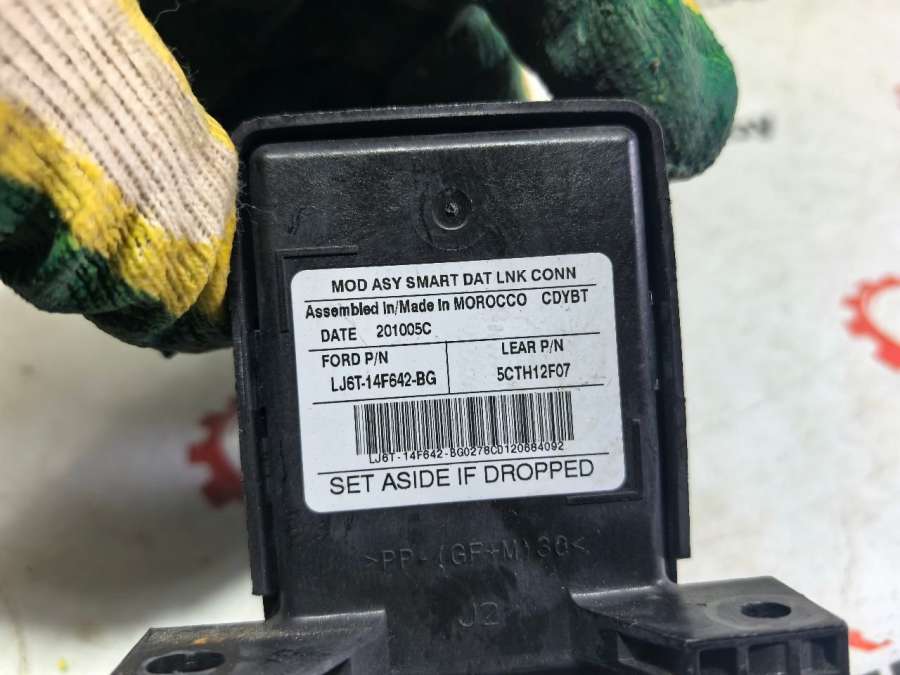 MOD ASY SMART DAT LNK CONN
Assembled In/Made In MOROCCO CDYBT
DATE 201005C
FORD P/N LEAR P/N
LJ6T-14F642-BG 5CTH12F07
LJ6T-14F642-BG0278C0120684092
SET ASIDE IF DROPPED
>PP-(GF+M)30<
J2